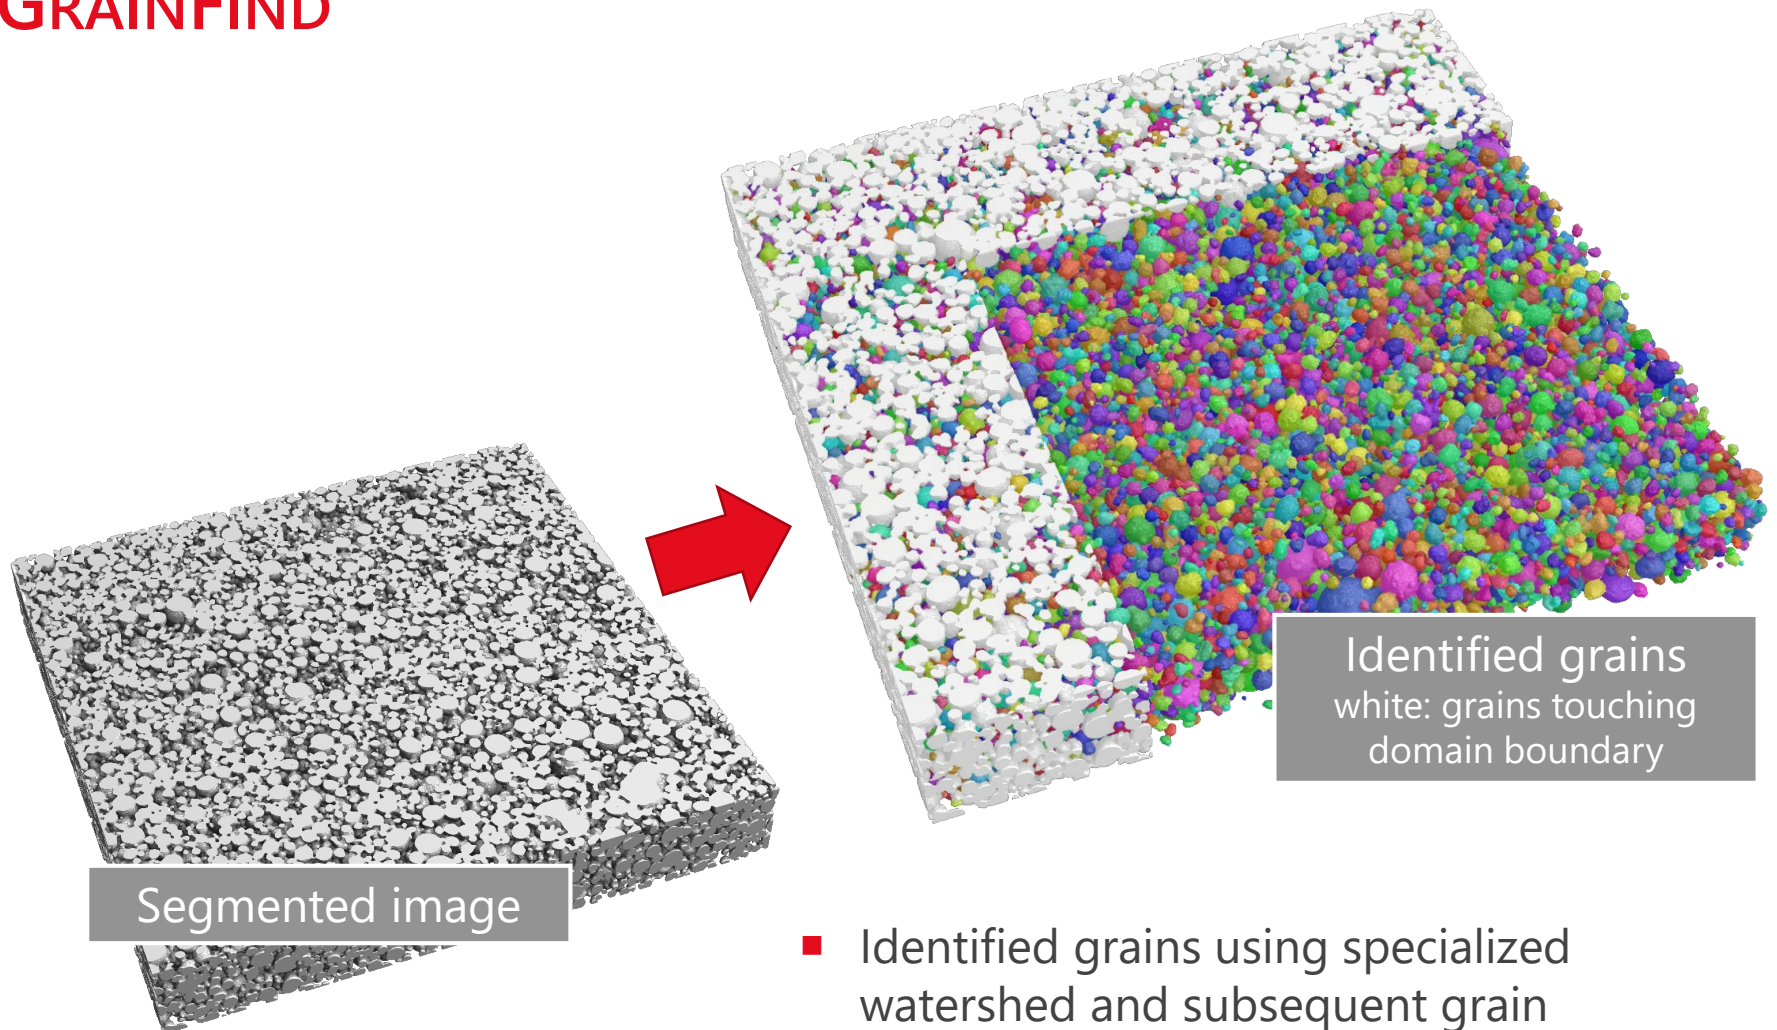 GRAINFIND
Segmented image
Identified grains
white: grains touching
domain boundary
Identified grains using specialized
watershed and subsequent grain